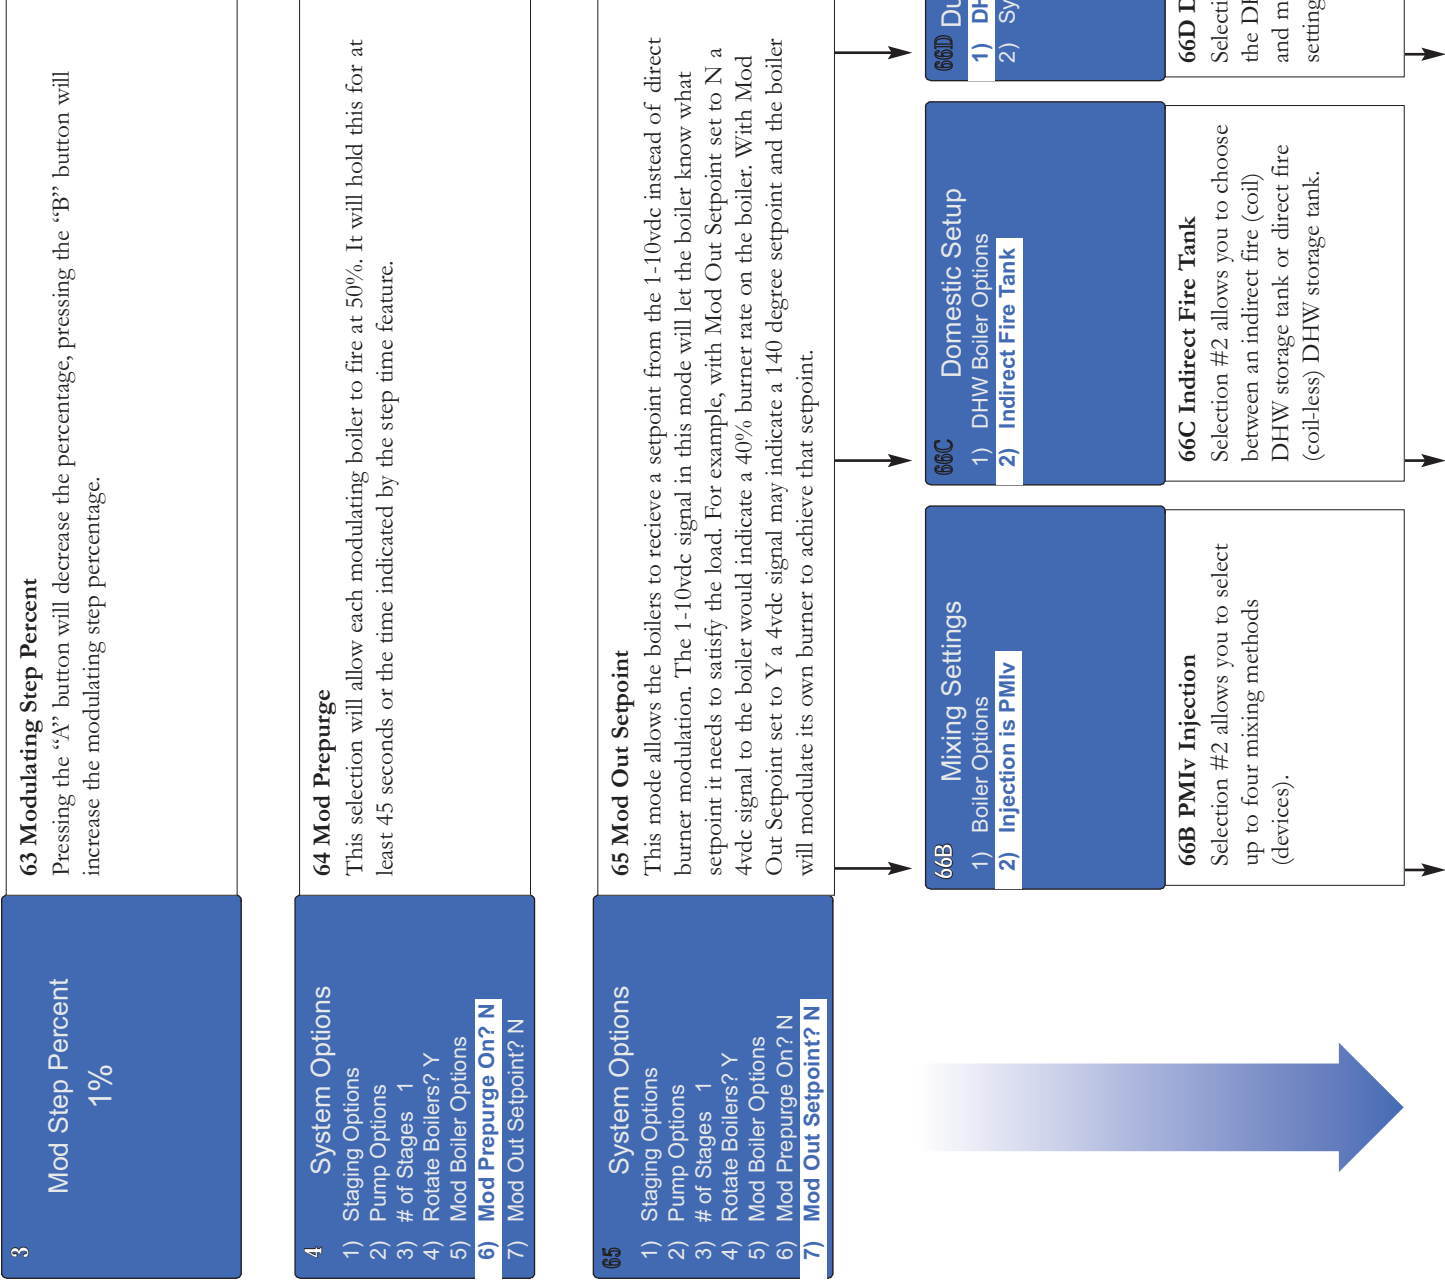 3
Mod Step Percent
1%
63 Modulating Step Percent
Pressing the “A” button will decrease the percentage, pressing the “B” button will
increase the modulating step percentage.
4
System Options
1) Staging Options
2) Pump Options
3) # of Stages 1
4) Rotate Boilers? Y
5) Mod Boiler Options
6) Mod Prepurge On? N
7) Mod Out Setpoint? N
64 Mod Prepurge
This selection will allow each modulating boiler to fire at 50%. It will hold this for at
least 45 seconds or the time indicated by the step time feature.
65
System Options
1) Staging Options
2) Pump Options
3) # of Stages 1
4) Rotate Boilers? Y
5) Mod Boiler Options
6) Mod Prepurge On? N
7) Mod Out Setpoint? N
65 Mod Out Setpoint
This mode allows the boilers to recieve a setpoint from the 1-10vdc instead of direct
burner modulation. The 1-10vdc signal in this mode will let the boiler know what
setpoint it needs to satisfy the load. For example, with Mod Out Setpoint set to N a
4vdc signal to the boiler would indicate a 40% burner rate on the boiler. With Mod
Out Setpoint set to Y a 4vdc signal may indicate a 140 degree setpoint and the boiler
will modulate its own burner to achieve that setpoint.
66B
Mixing Settings
1) Boiler Options
2) Injection is PMIv
66B PMIv Injection
Selection #2 allows you to select
up to four mixing methods
(devices).
66C
Domestic Setup
1) DHW Boiler Options
2) Indirect Fire Tank
66C Indirect Fire Tank
Selection #2 allows you to choose
between an indirect fire (coil)
DHW storage tank or direct fire
(coil-less) DHW storage tank.
66D
Du
1) DH
2) Sy
66D D
Selecti
the DH
and m
setting